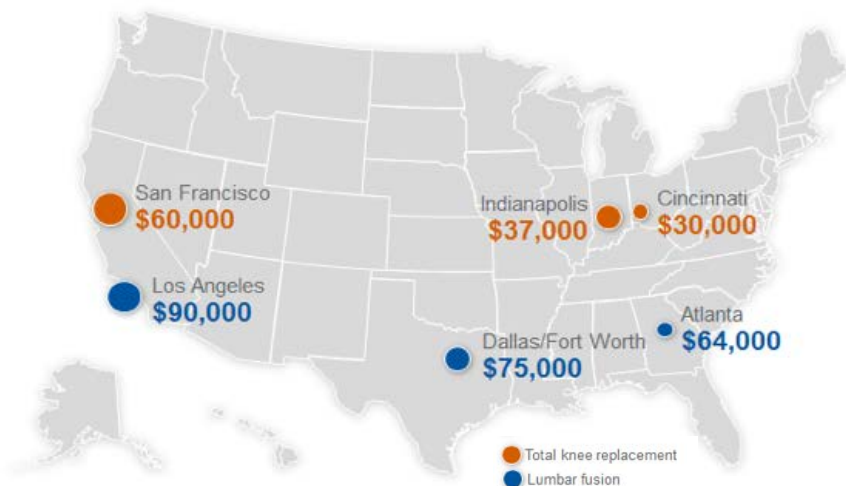 San Francisco
$60,000
Indianapolis
$37,000
Cincinnati
$30,000
Los Angeles
$90,000
Dallas/Fort Worth
$75,000
Atlanta
$64,000
Total knee replacement
Lumbar fusion